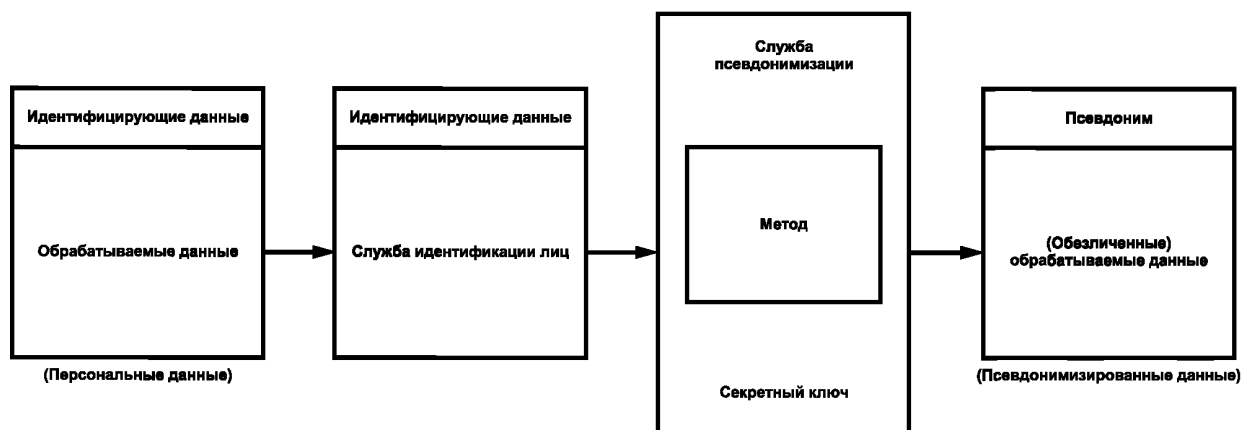 Служба
псевдонимизации
Идентифицирующие данные
Идентифицирующие данные
Псевдоним
Обрабатываемые данные
Служба идентификации лиц
Метод
(Обезличенные)
обрабатываемые данные
(Персональные данные)
Секретный ключ
(Псевдонимизированные данные)